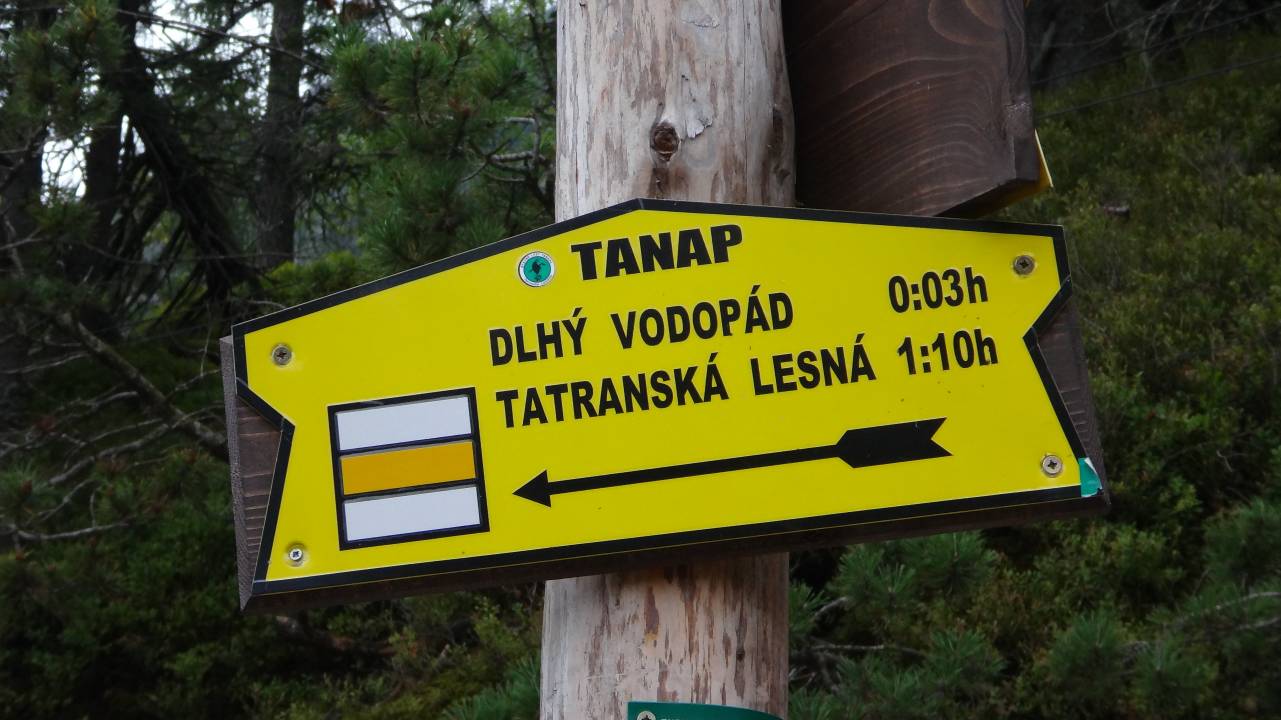 TANAP
DLHÝ VODOPÁD 0:03h
TATRANSKÁ LESNÁ 1:10h